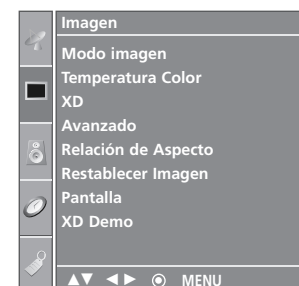 Imagen
Modo imagen
Temperatura Color
XD
Avanzado
Relación de Aspecto
Restablecer Imagen
Pantalla
XD Demo
MENU